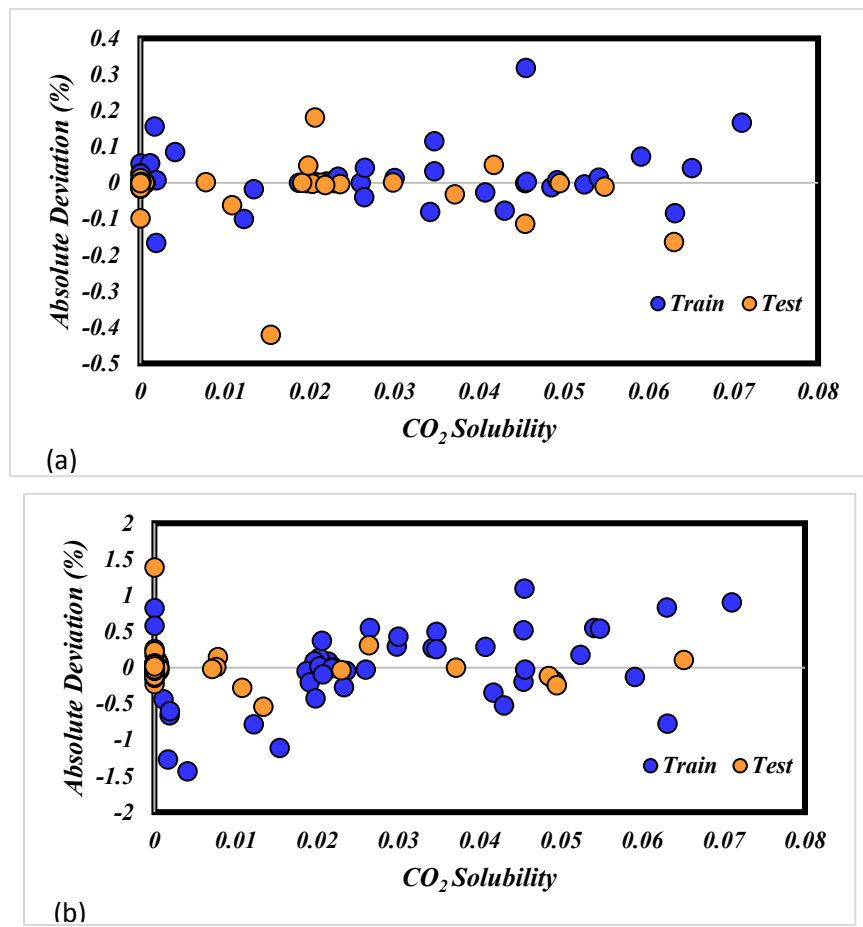 0.4
0.3
0.2
0.1
0
-0.1
-0.2
-0.3
-0.4
-0.5
Absolute Deviation (%)
Train Test
0 0.01 0.02 0.03 0.04 0.05 0.06 0.07 0.08
CO2 Solubility
(a)
2
1.5
1
0.5
0
-0.5
-1
-1.5
-2
Absolute Deviation (%)
Train Test
0 0.01 0.02 0.03 0.04 0.05 0.06 0.07 0.08
CO2 Solubility
(b)